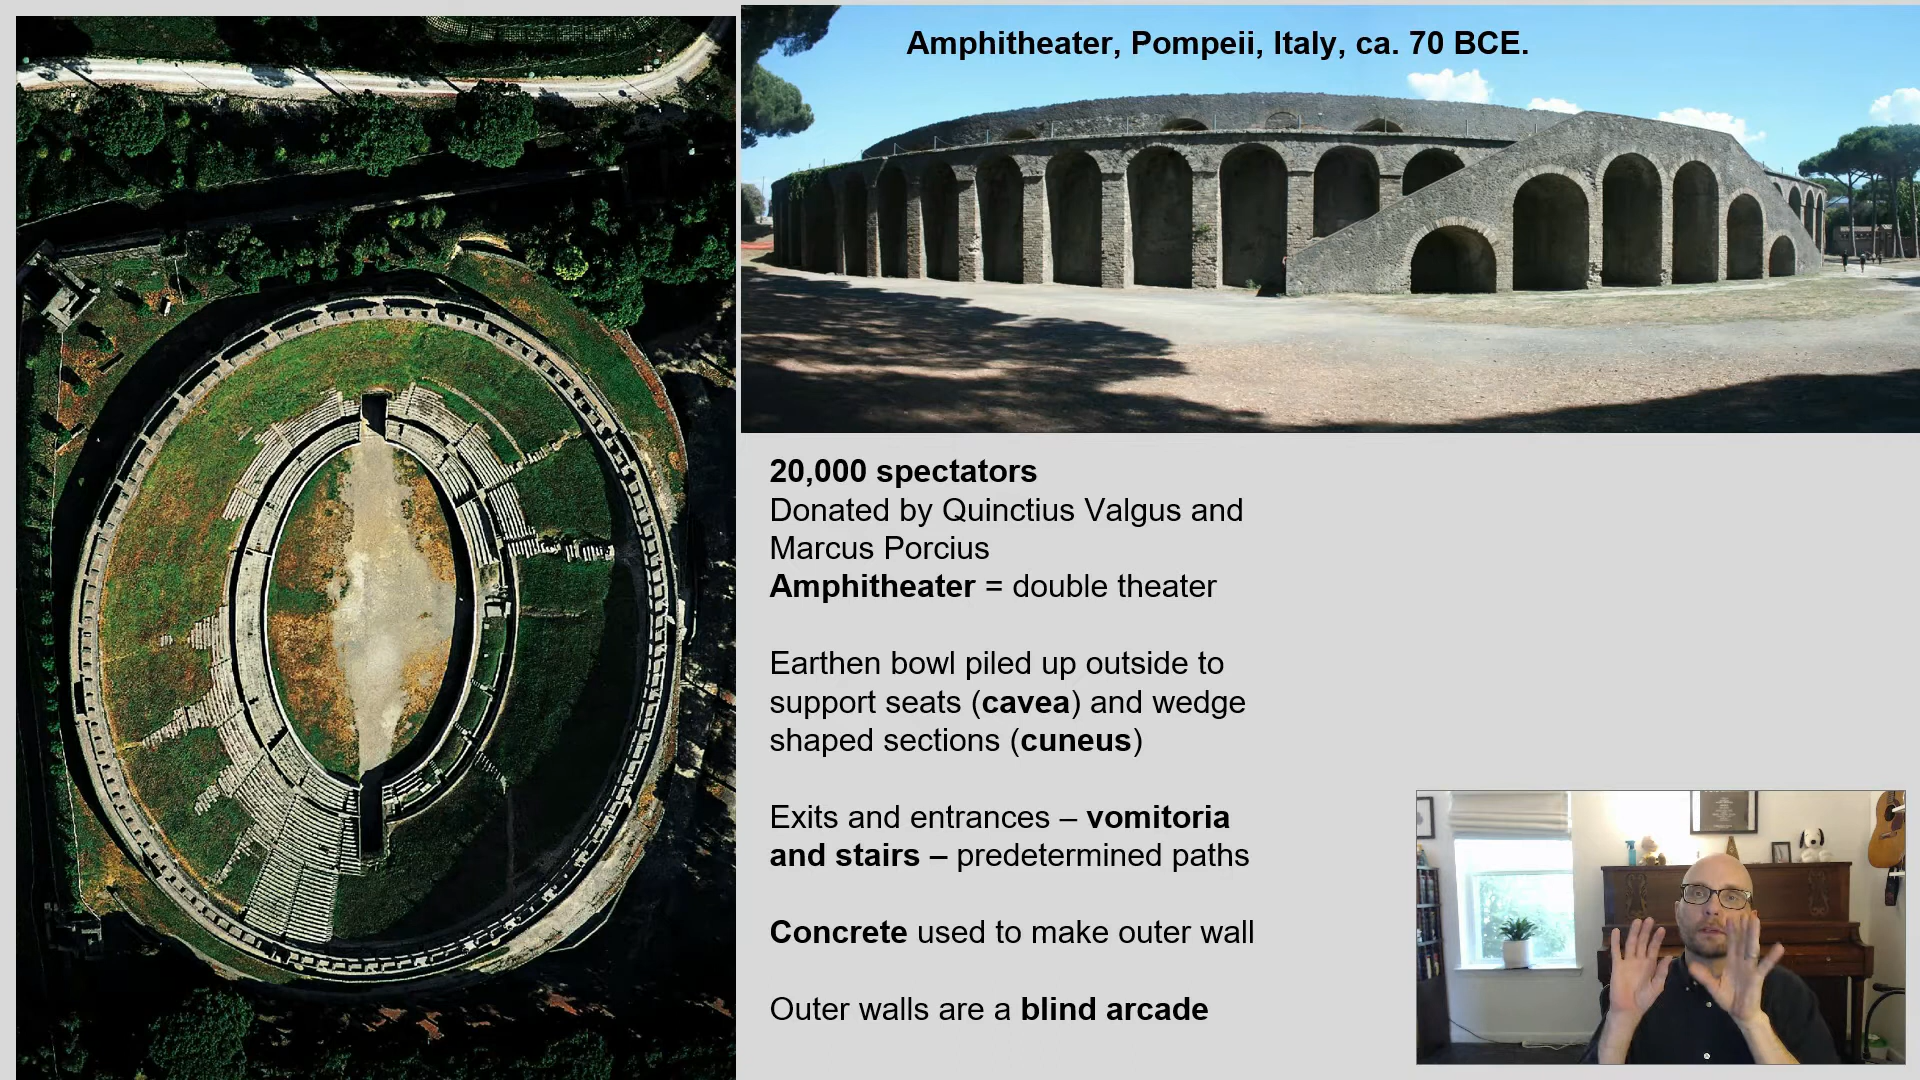 Amphitheater, Pompeii, Italy, ca. 70 BCE.
20,000 spectators
Donated by Quinctius Valgus and
Marcus Porcius
Amphitheater = double theater
Earthen bowl piled up outside to
support seats (cavea) and wedge
shaped sections (cuneus)
Exits and entrances – vomitoria
and stairs – predetermined paths
Concrete used to make outer wall
Outer walls are a blind arcade